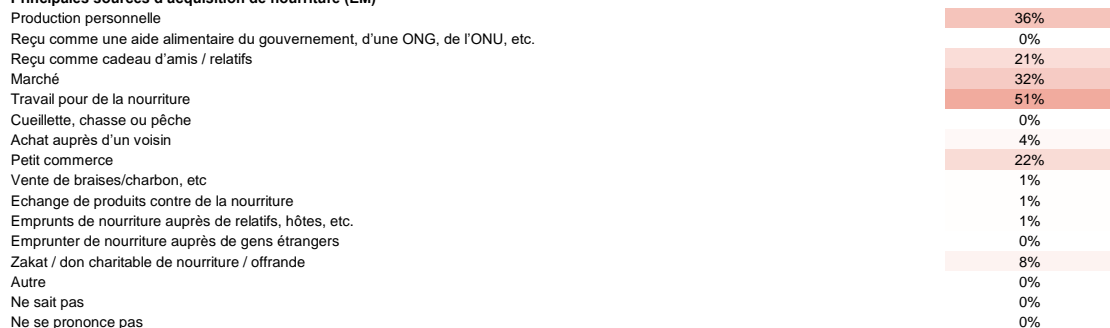 Principales sources d'acquisition de nourriture (EM)
Production personnelle 36%
Reçu comme une aide alimentaire du gouvernement, d'une ONG, de l'ONU, etc. 0%
Reçu comme cadeau d'amis / relatifs 21%
Marché 32%
Travail pour de la nourriture 51%
Cueillette, chasse ou pêche 0%
Achat auprès d'un voisin 4%
Petit commerce 22%
Vente de braises/charbon, etc 1%
Echange de produits contre de la nourriture 1%
Emprunts de nourriture auprès de relatifs, hôtes, etc. 1%
Emprunter de nourriture auprès de gens étrangers 0%
Zakat / don charitable de nourriture / offrande 8%
Autre 0%
Ne sait pas 0%
Ne se prononce pas 0%